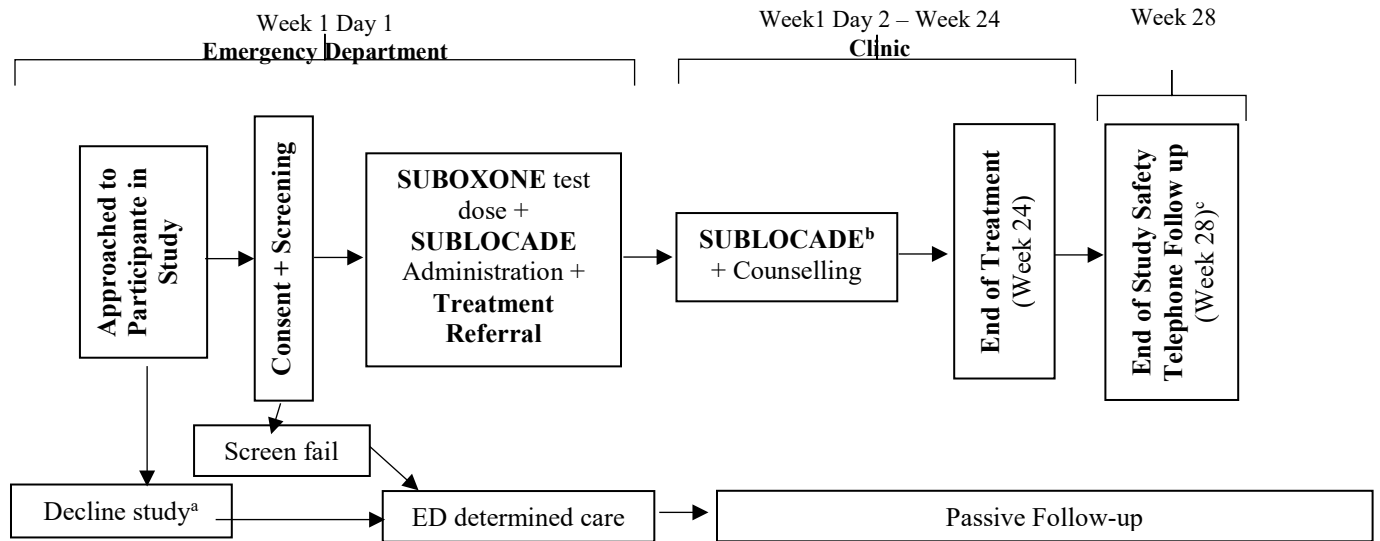 Week 1 Day 1
Emergency Department
Week1 Day 2 – Week 24
Clinic
Week 28
Approached to
Participante in
Study
Consent + Screening
SUBOXONE test
dose +
SUBLOCADE
Administration +
Treatment
Referral
SUBLOCADEᵇ
+ Counselling
End of Treatment
(Week 24)
End of Study Safety
Telephone Follow up
(Week 28)ᶜ
Screen fail
Decline studyᵃ
ED determined care
Passive Follow-up